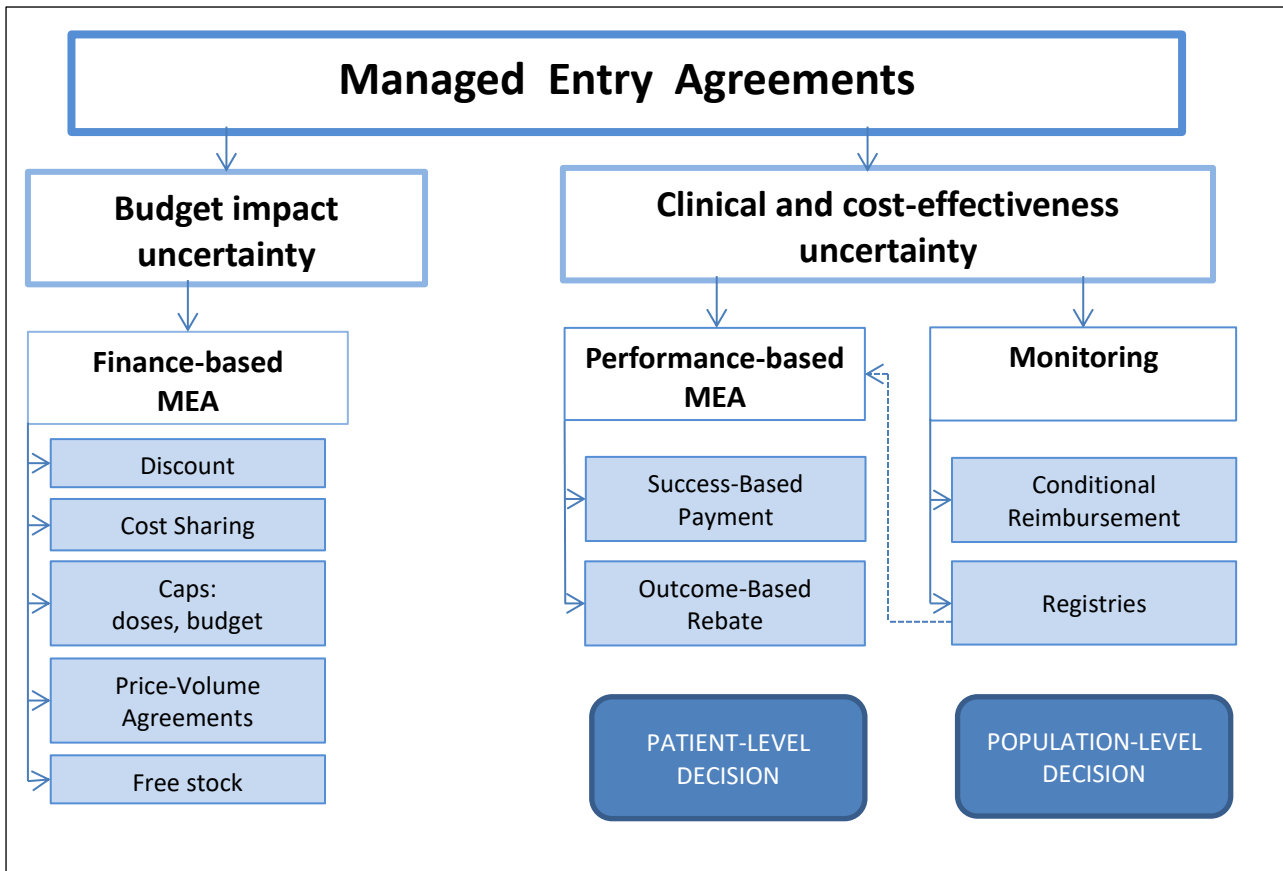 Managed Entry Agreements
Budget impact
uncertainty
Clinical and cost-effectiveness
uncertainty
Finance-based
MEA
Discount
Cost Sharing
Caps:
doses, budget
Price-Volume
Agreements
Free stock
Performance-based
MEA
Success-Based
Payment
Outcome-Based
Rebate
PATIENT-LEVEL
DECISION
Monitoring
Conditional
Reimbursement
Registries
POPULATION-LEVEL
DECISION